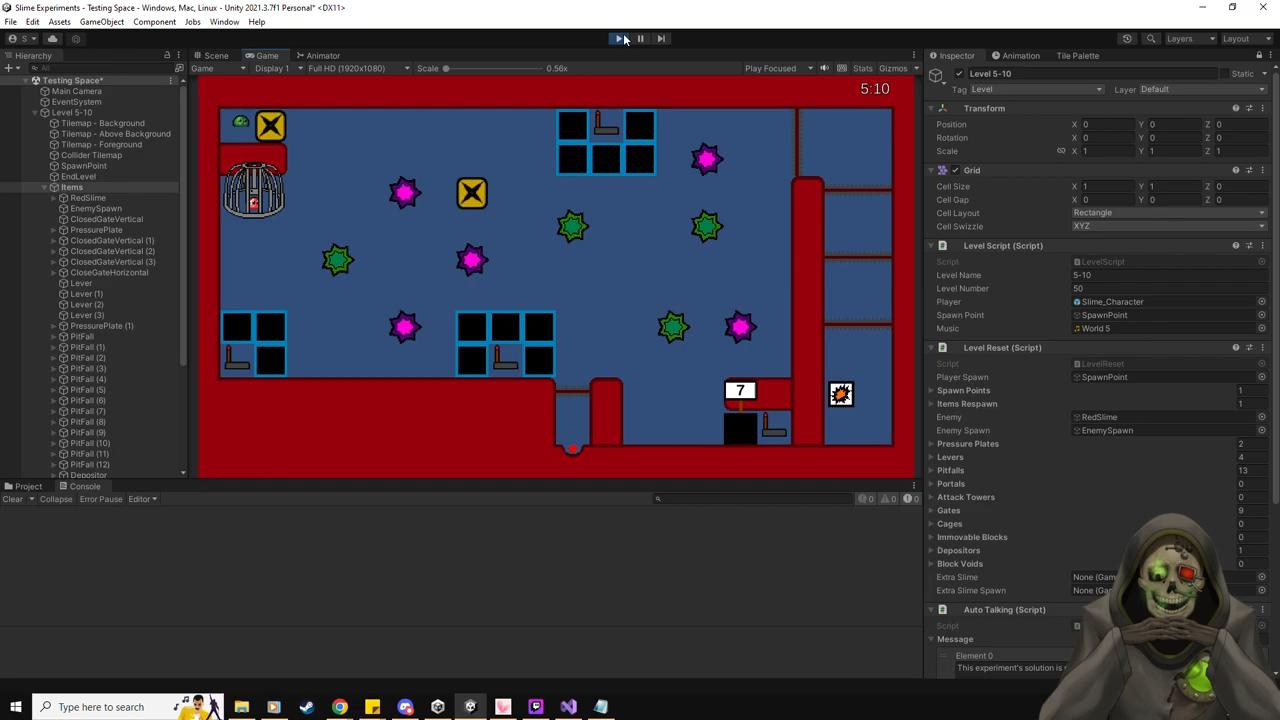 Slime Experiments - Testing Space - Windows, Mac, Linux - Unity 2021.3.7f1 Personal* <DX11>
File Edit Assets GameObject Component Jobs Window Help
S Layers Layout
Hierarchy Scene Game Animator Inspector Animation Tile Palette
All Game Display 1 Full HD (1920x1080) Scale 0.56x Play Focused Stats Gizmos
Level 5-10 Static
Tag Level Layer Default
Testing Space*
Main Camera
EventSystem
Level 5-10
Tilemap - Background
Tilemap - Above Background
Tilemap - Foreground
Collider Tilemap
SpawnPoint
EndLevel
Items
RedSlime
EnemySpawn
ClosedGateVertical
PressurePlate
ClosedGateVertical (1)
ClosedGateVertical (2)
ClosedGateVertical (3)
CloseGateHorizontal
Lever
Lever (1)
Lever (2)
Lever (3)
PressurePlate (1)
PitFall
PitFall (1)
PitFall (2)
PitFall (3)
PitFall (4)
PitFall (5)
PitFall (6)
PitFall (7)
PitFall (8)
PitFall (9)
PitFall (10)
PitFall (11)
PitFall (12)
Depositor
5:10
7
Transform
Position X 0 Y 0 Z 0
Rotation X 0 Y 0 Z 0
Scale X 1 Y 1 Z 1
Grid
Cell Size X 1 Y 1 Z 0
Cell Gap X 0 Y 0 Z 0
Cell Layout Rectangle
Cell Swizzle XYZ
Level Script (Script)
Script LevelScript
Level Name 5-10
Level Number 50
Player Slime_Character
Spawn Point SpawnPoint
Music World 5
Level Reset (Script)
Script LevelReset
Player Spawn SpawnPoint
Spawn Points 1
Items Respawn 1
Enemy RedSlime
Enemy Spawn EnemySpawn
Pressure Plates 2
Levers 4
Pitfalls 13
Portals 0
Attack Towers 0
Gates 9
Cages 0
Immovable Blocks 0
Depositors 1
Block Voids 0
Extra Slime None (Gam
Extra Slime Spawn None (Ga
Auto Talking (Script)
Script
Message
Element 0
This experiment's solution is
Project Console
Clear Collapse Error Pause Editor 0 0 0
Type here to search